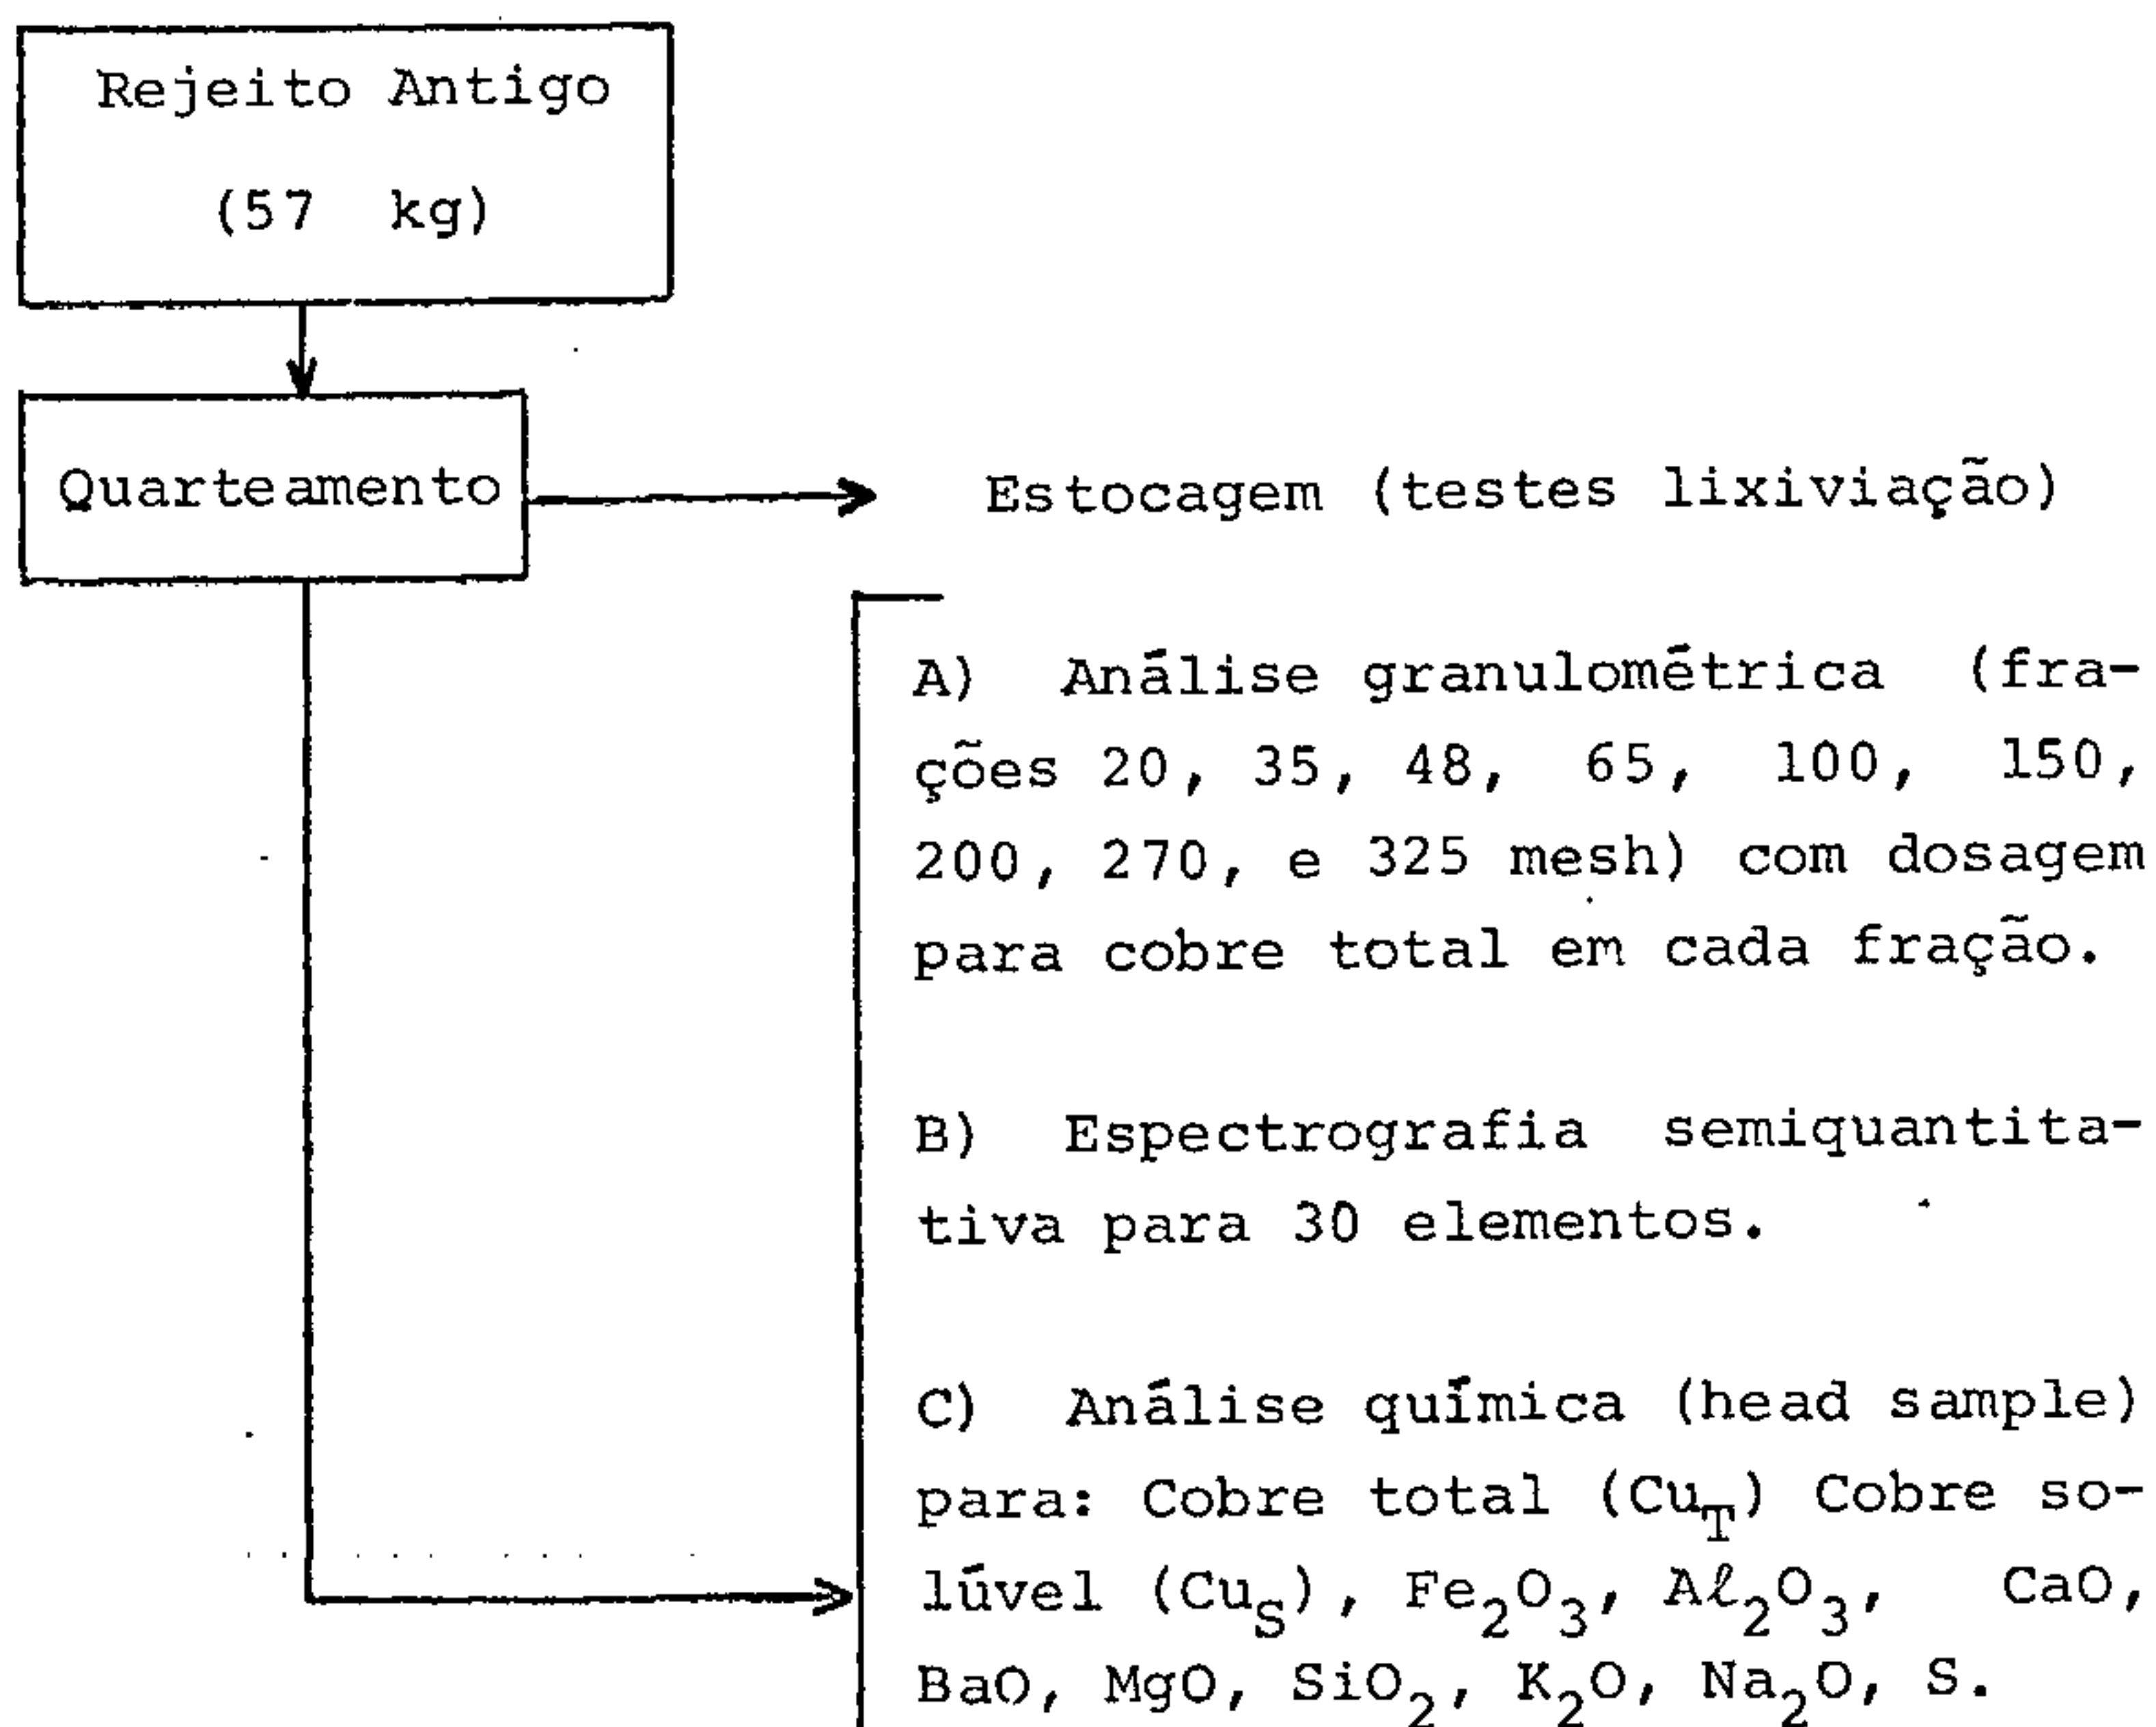 Rejeito Antigo
(57 kg)
Quarteamento
Estocagem (testes lixiviação)
A) Análise granulométrica (fra-
ções 20, 35, 48, 65, 100, 150,
200, 270, e 325 mesh) com dosagem
para cobre total em cada fração.
B) Espectrografia semiquantita-
tiva para 30 elementos.
C) Análise química (head sample)
para: Cobre total (Cu_T) Cobre so-
lúvel (Cu_S), Fe₂O₃, Aℓ₂O₃, CaO,
BaO, MgO, SiO₂, K₂O, Na₂O, S.